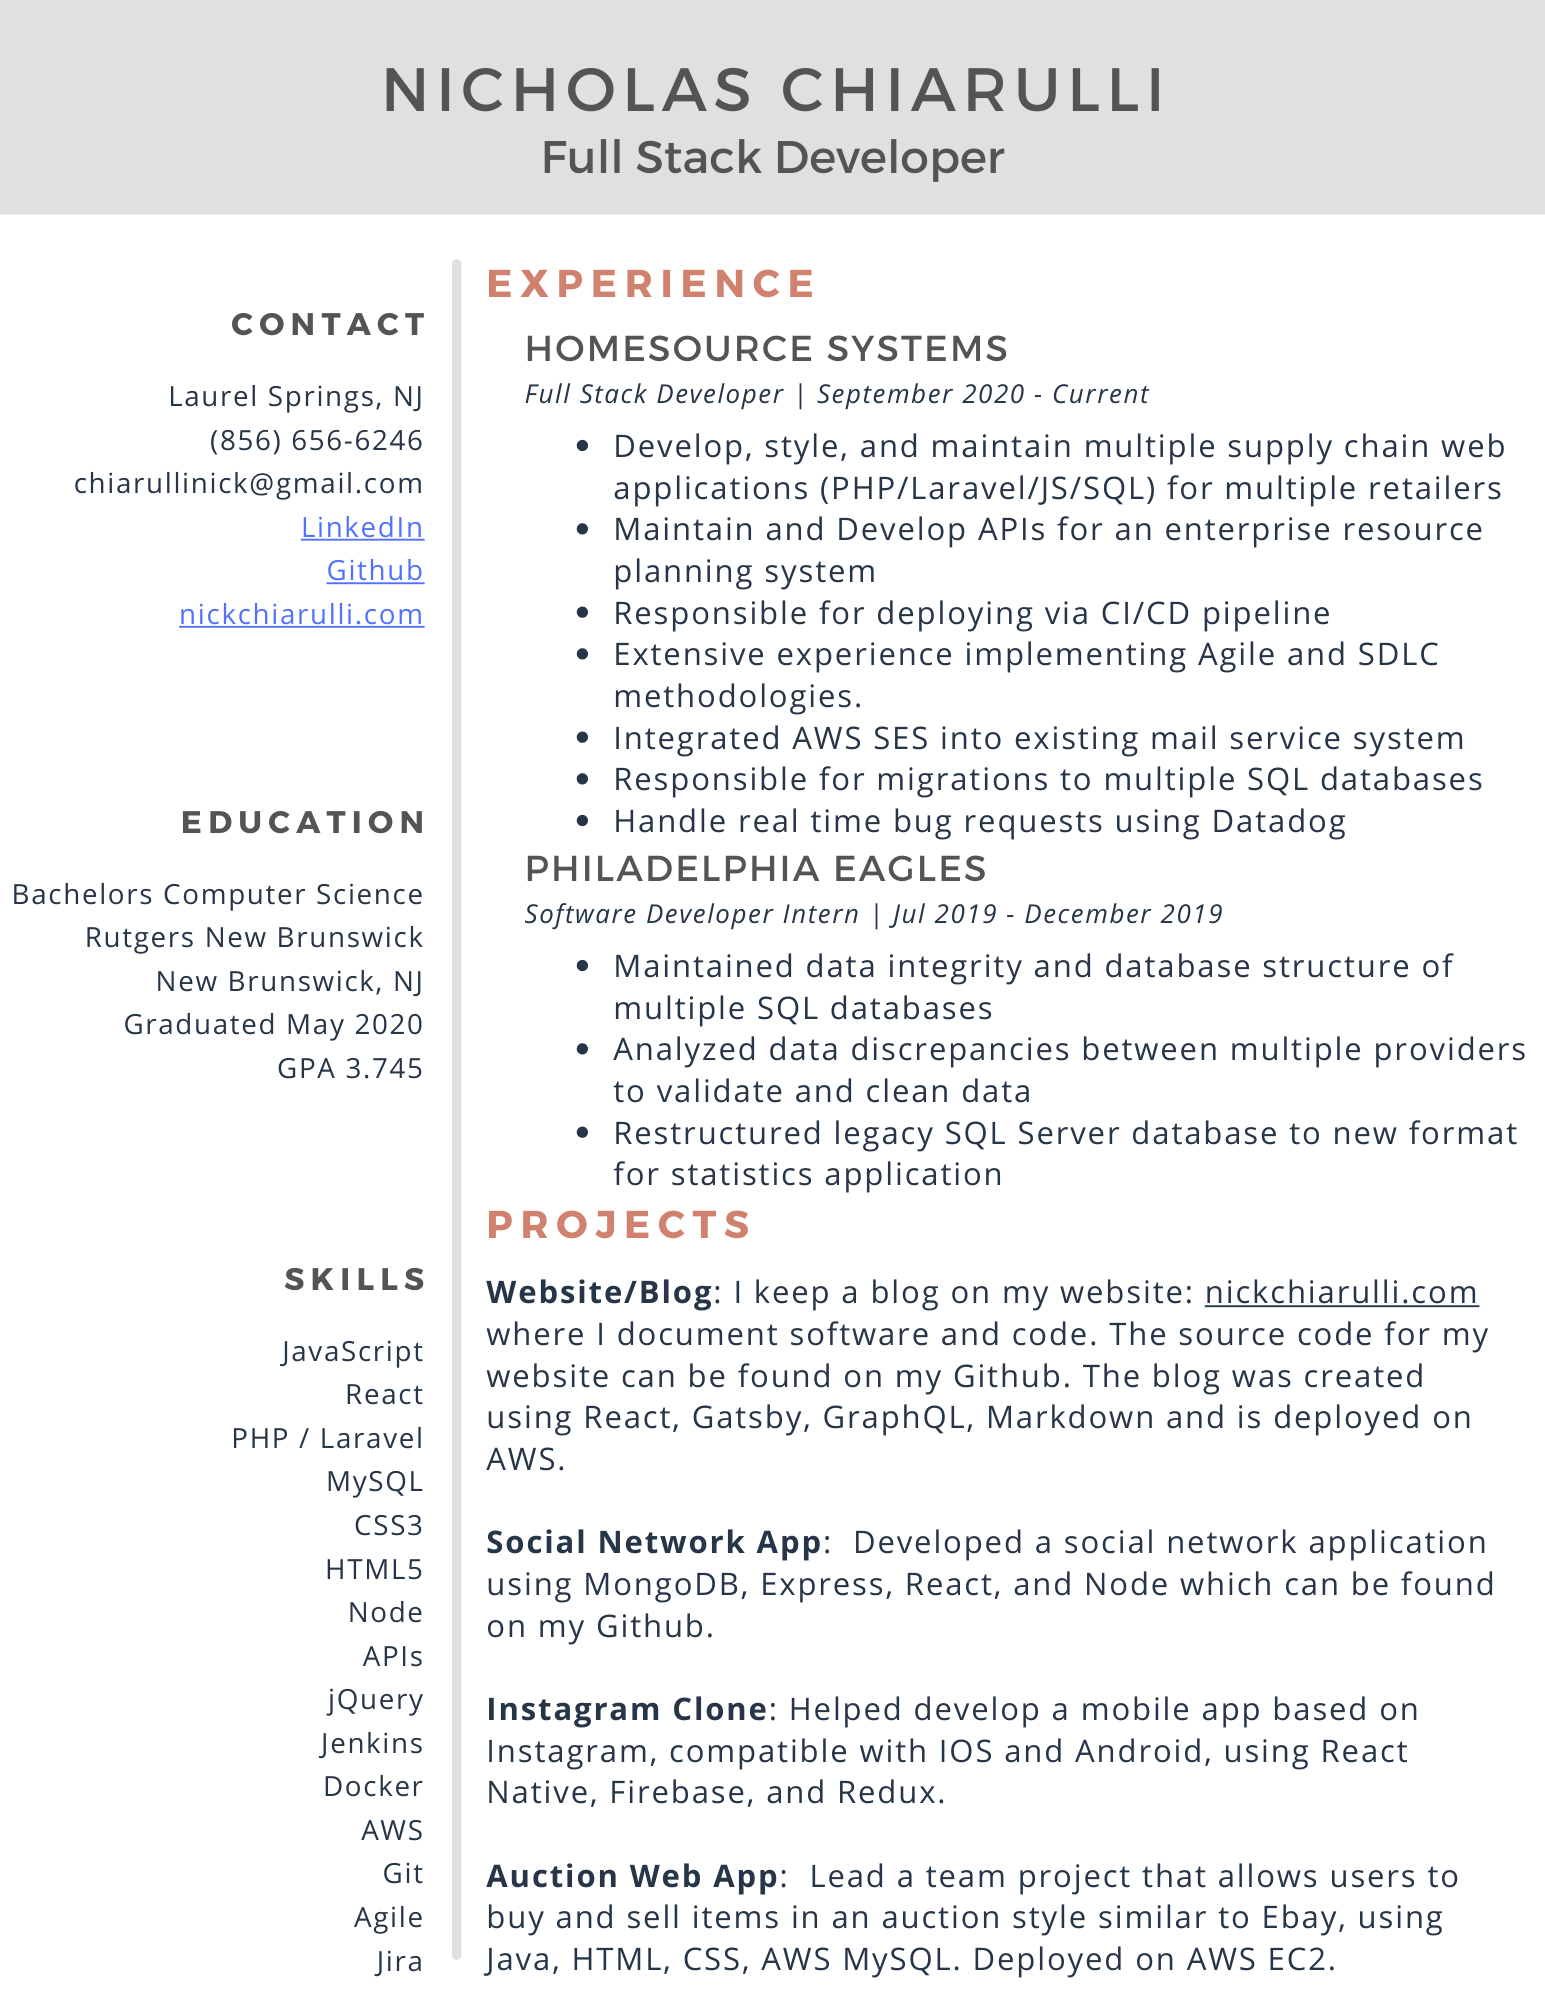 NICHOLAS CHIARULLI
Full Stack Developer
CONTACT
Laurel Springs, NJ
(856) 656-6246
chiarullinick@gmail.com
LinkedIn
Github
nickchiarulli.com
EDUCATION
Bachelors Computer Science
Rutgers New Brunswick
New Brunswick, NJ
Graduated May 2020
GPA 3.745
SKILLS
JavaScript
React
PHP / Laravel
MySQL
CSS3
HTML5
Node
APIs
jQuery
Jenkins
Docker
AWS
Git
Agile
Jira
EXPERIENCE
HOMESOURCE SYSTEMS
Full Stack Developer | September 2020 - Current
• Develop, style, and maintain multiple supply chain web
applications (PHP/Laravel/JS/SQL) for multiple retailers
• Maintain and Develop APIs for an enterprise resource
planning system
• Responsible for deploying via CI/CD pipeline
• Extensive experience implementing Agile and SDLC
methodologies.
• Integrated AWS SES into existing mail service system
• Responsible for migrations to multiple SQL databases
• Handle real time bug requests using Datadog
PHILADELPHIA EAGLES
Software Developer Intern | Jul 2019 - December 2019
• Maintained data integrity and database structure of
multiple SQL databases
• Analyzed data discrepancies between multiple providers
to validate and clean data
• Restructured legacy SQL Server database to new format
for statistics application
PROJECTS
Website/Blog: I keep a blog on my website: nickchiarulli.com
where I document software and code. The source code for my
website can be found on my Github. The blog was created
using React, Gatsby, GraphQL, Markdown and is deployed on
AWS.
Social Network App:  Developed a social network application
using MongoDB, Express, React, and Node which can be found
on my Github.
Instagram Clone: Helped develop a mobile app based on
Instagram, compatible with IOS and Android, using React
Native, Firebase, and Redux.
Auction Web App:  Lead a team project that allows users to
buy and sell items in an auction style similar to Ebay, using
Java, HTML, CSS, AWS MySQL. Deployed on AWS EC2.